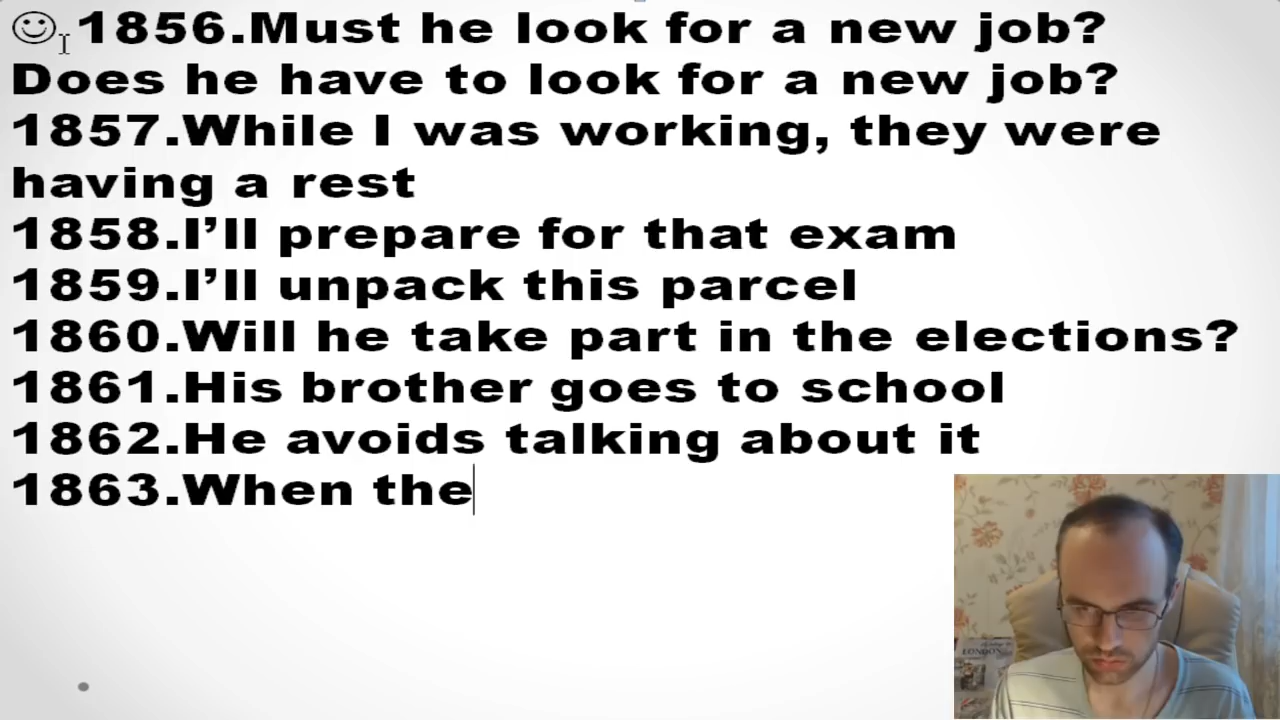 ☺ 1856.Must he look for a new job?
Does he have to look for a new job?
1857.While I was working, they were
having a rest
1858.I’ll prepare for that exam
1859.I’ll unpack this parcel
1860.Will he take part in the elections?
1861.His brother goes to school
1862.He avoids talking about it
1863.When the
LONDON